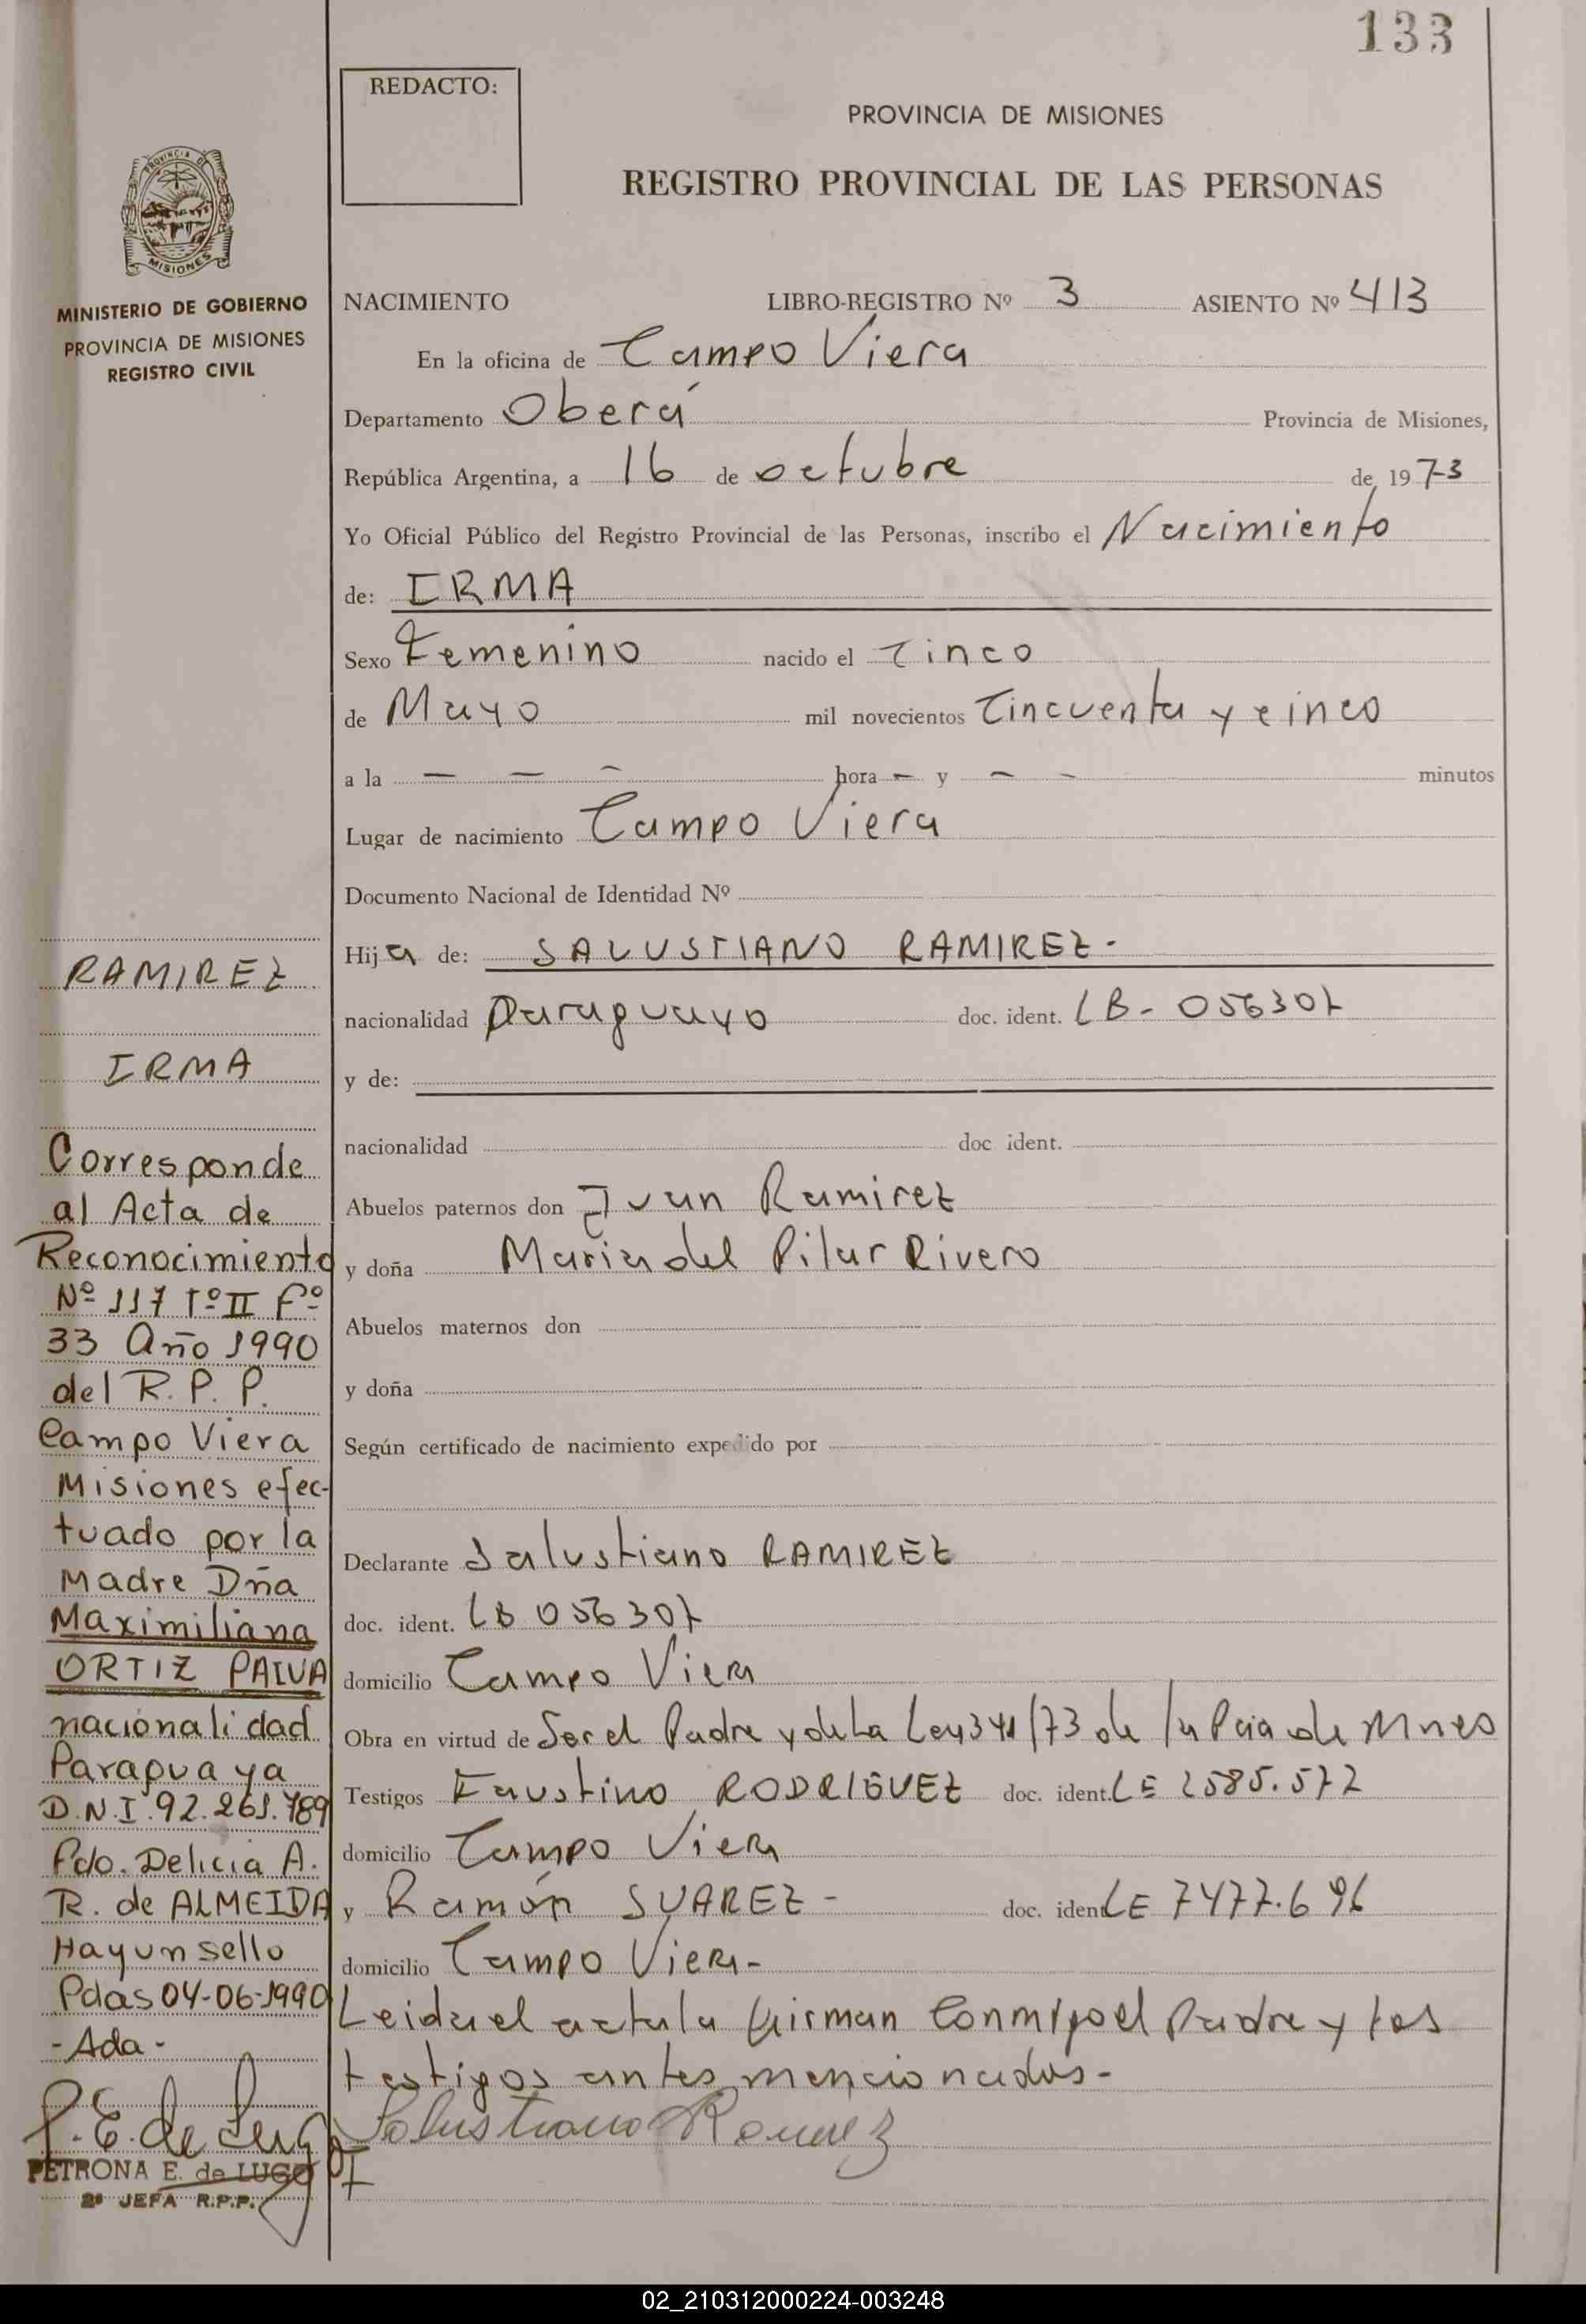 133
REDACTO:
PROVINCIA DE MISIONES
REGISTRO PROVINCIAL DE LAS PERSONAS
PROVINCIA DE
MISIONES
MINISTERIO DE GOBIERNO
PROVINCIA DE MISIONES
REGISTRO CIVIL
NACIMIENTO LIBRO-REGISTRO Nº 3 ASIENTO Nº 413
En la oficina de Campo Viera
Departamento Oberá Provincia de Misiones,
República Argentina, a 16 de octubre de 1973
Yo Oficial Público del Registro Provincial de las Personas, inscribo el Nacimiento
de: IRMA
Sexo Femenino nacido el Cinco
de Mayo mil novecientos Cincuenta y cinco
a la — — — hora — y — — minutos
Lugar de nacimiento Campo Viera
Documento Nacional de Identidad Nº
Hija de: SALUSTIANO RAMIREZ-
nacionalidad Paraguayo doc. ident. LB- 056307
y de:
nacionalidad doc ident.
Abuelos paternos don Juan Ramirez
y doña Maria del Pilar Rivero
Abuelos maternos don
y doña
Según certificado de nacimiento expedido por
Declarante Salustiano RAMIREZ
doc. ident. LB 056307
domicilio Campo Viera
Obra en virtud de Ser el Padre y de la Ley 341/73 de la Pcia de Mnes
Testigos Faustino RODRIGUEZ doc. ident. LE 2585.572
domicilio Campo Viera
y Ramón SUAREZ- doc. ident LE 7477.696
domicilio Campo Viera-
Leida el acta la firman Conmigo el Padre y los
testigos antes mencionados-
Salustiano Ramirez
RAMIREZ
IRMA
Corresponde
al Acta de
Reconocimiento
Nº 117 Tº II Fº
33 Año 1990
del R. P. P.
Campo Viera
Misiones efec-
tuado por la
Madre Dña
Maximiliana
ORTIZ PAIVA
nacionalidad
Paraguaya
D.N.I. 92.261.789
Fdo. Delicia A.
R. de ALMEIDA
Hay un sello
Pdas 04-06-1990
-Ada-
P. E. de Lugo
PETRONA E. de LUGO
2ª JEFA R.P.P.
02_210312000224-003248